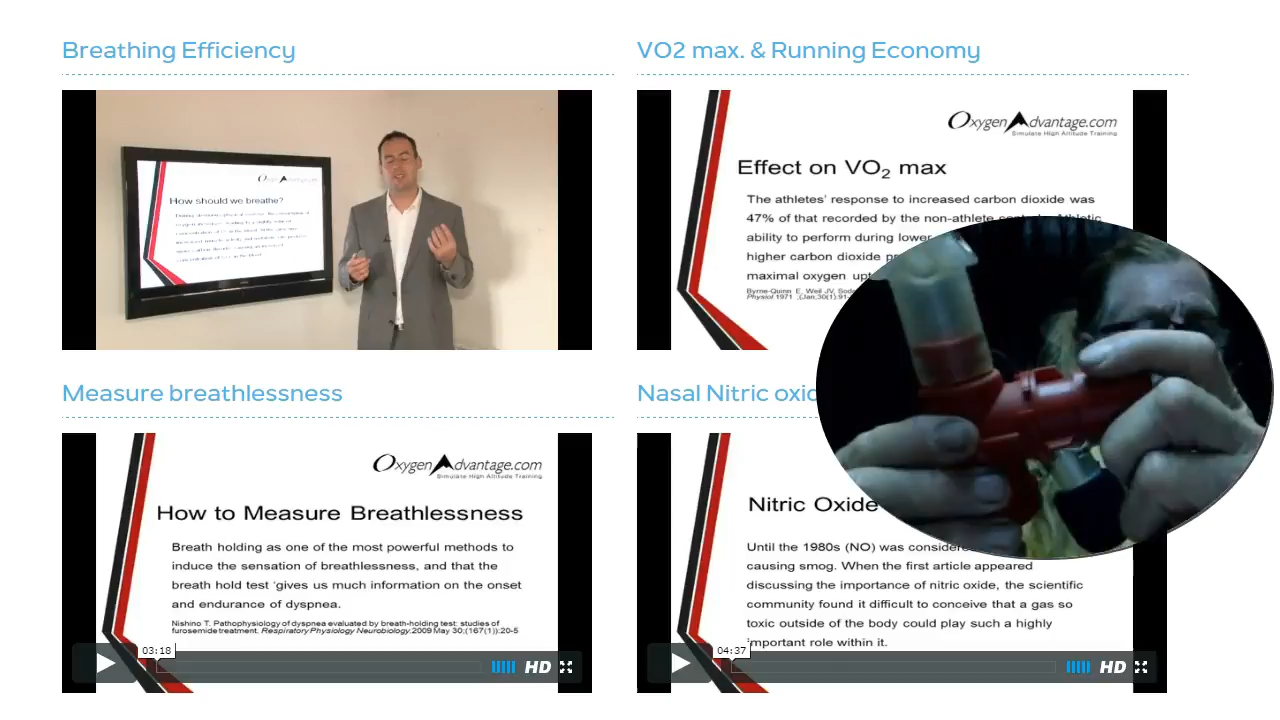 Breathing Efficiency
VO2 max. & Running Economy
OxygenAdvantage.com
Simulate High Altitude Training
Effect on VO2 max
The athletes' response to increased carbon dioxide was
47% of that recorded by the non-athlete
ability to perform during lower
higher carbon dioxide
maximal oxygen
Byrne-Quinn E, Weil JV,
Physiol 1971
How should we breathe?
Measure breathlessness
Nasal Nitric
OxygenAdvantage.com
Simulate High Altitude Training
How to Measure Breathlessness
Breath holding as one of the most powerful methods to
induce the sensation of breathlessness, and that the
breath hold test 'gives us much information on the onset
and endurance of dyspnea.
Nishino T. Pathophysiology of dyspnea evaluated by breath-holding test: studies of
furosemide treatment. Respiratory Physiology Neurobiology.2009 May 30;(167(1)):20-5
03:18
HD
Nitric Oxide
Until the 1980s (NO) was
causing smog. When the first article appeared
discussing the importance of nitric oxide, the scientific
community found it difficult to conceive that a gas so
toxic outside of the body could play such a highly
important role within it.
04:37
HD